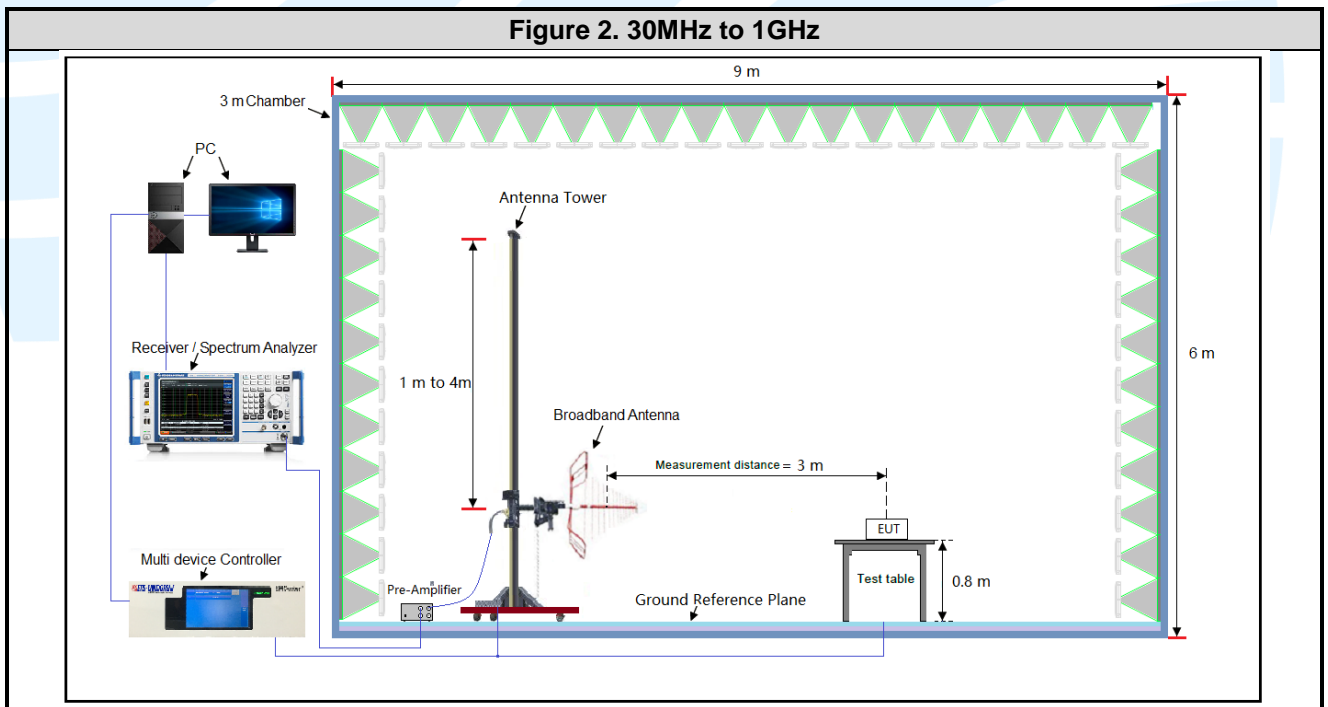 Figure 2. 30MHz to 1GHz
9 m
3 m Chamber
PC
Antenna Tower
Receiver / Spectrum Analyzer
1 m to 4m
6 m
Broadband Antenna
Measurement distance = 3 m
EUT
Multi device Controller
Test table
0.8 m
Pre-Amplifier
Ground Reference Plane